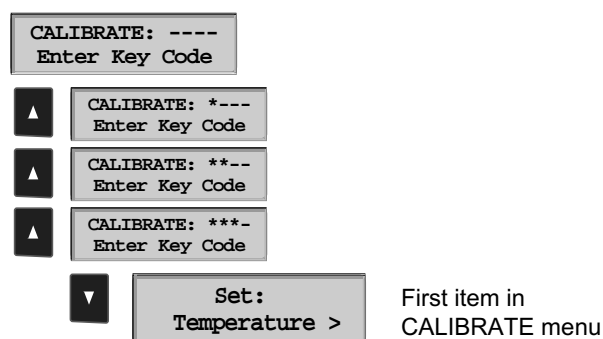 CALIBRATE: ----
Enter Key Code
CALIBRATE: *---
Enter Key Code
CALIBRATE: **--
Enter Key Code
CALIBRATE: ***-
Enter Key Code
Set:
Temperature >
First item in
CALIBRATE menu